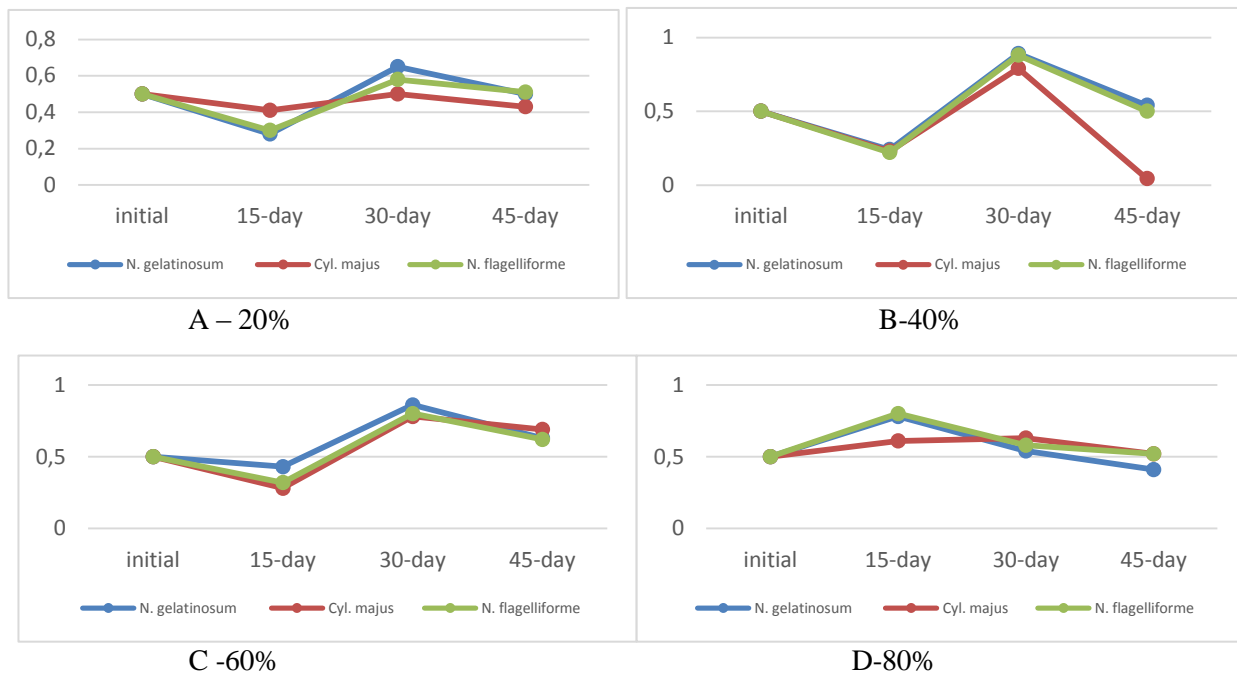 0,8
0,6
0,4
0,2
0
initial 15-day 30-day 45-day
N. gelatinosum Cyl. majus N. flagelliforme
A – 20%
1
0,5
0
initial 15-day 30-day 45-day
N. gelatinosum Cyl. majus N. flagelliforme
B-40%
1
0,5
0
initial 15-day 30-day 45-day
N. gelatinosum Cyl. majus N. flagelliforme
C -60%
1
0,5
0
initial 15-day 30-day 45-day
N. gelatinosum Cyl. majus N. flagelliforme
D-80%